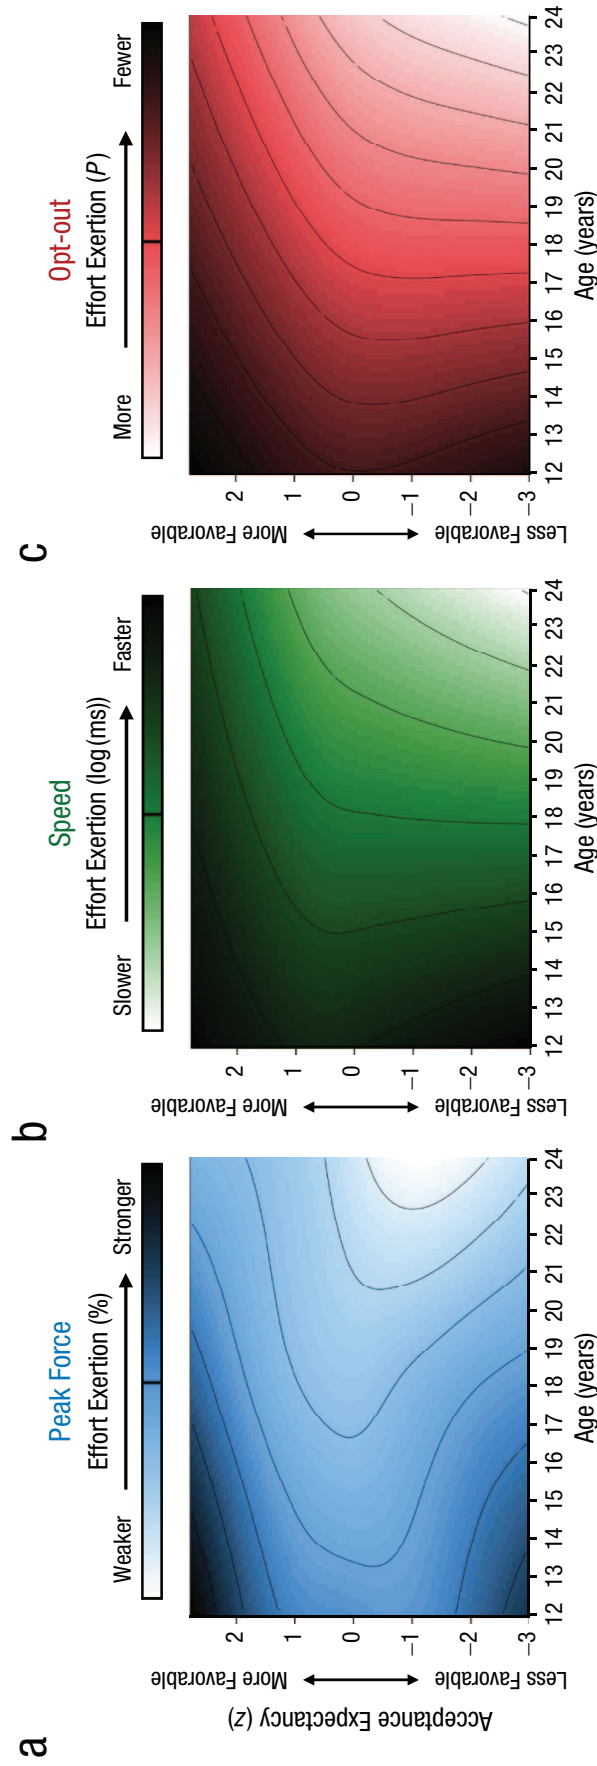 a
Peak Force
Effort Exertion (%)
Weaker
Stronger
Acceptance Expectancy (z)
Less Favorable
More Favorable
2
1
0
−1
−2
−3
12 13 14 15 16 17 18 19 20 21 22 23 24
Age (years)
b
Speed
Effort Exertion (log (ms))
Slower
Faster
Less Favorable
More Favorable
2
1
0
−1
−2
−3
12 13 14 15 16 17 18 19 20 21 22 23 24
Age (years)
c
Opt-out
Effort Exertion (P)
More
Fewer
Less Favorable
More Favorable
2
1
0
−1
−2
−3
12 13 14 15 16 17 18 19 20 21 22 23 24
Age (years)